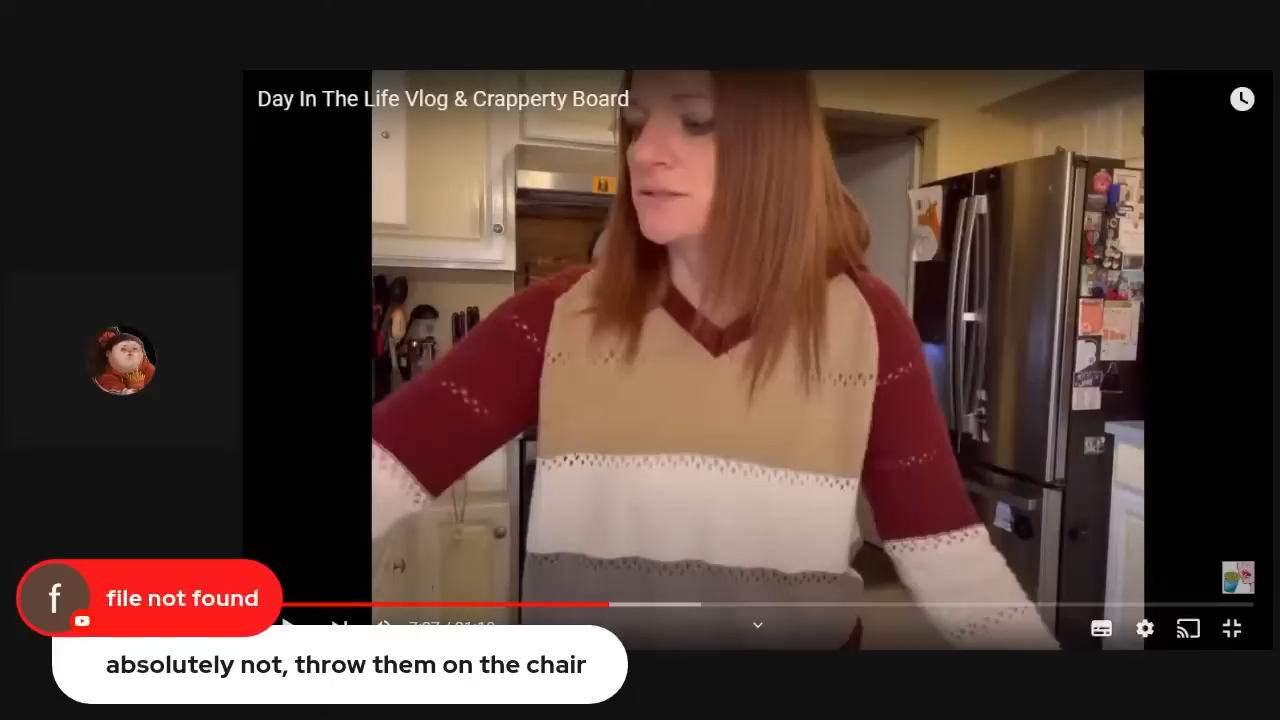 Day In The Life Vlog & Crapperty Board
f
file not found
absolutely not, throw them on the chair